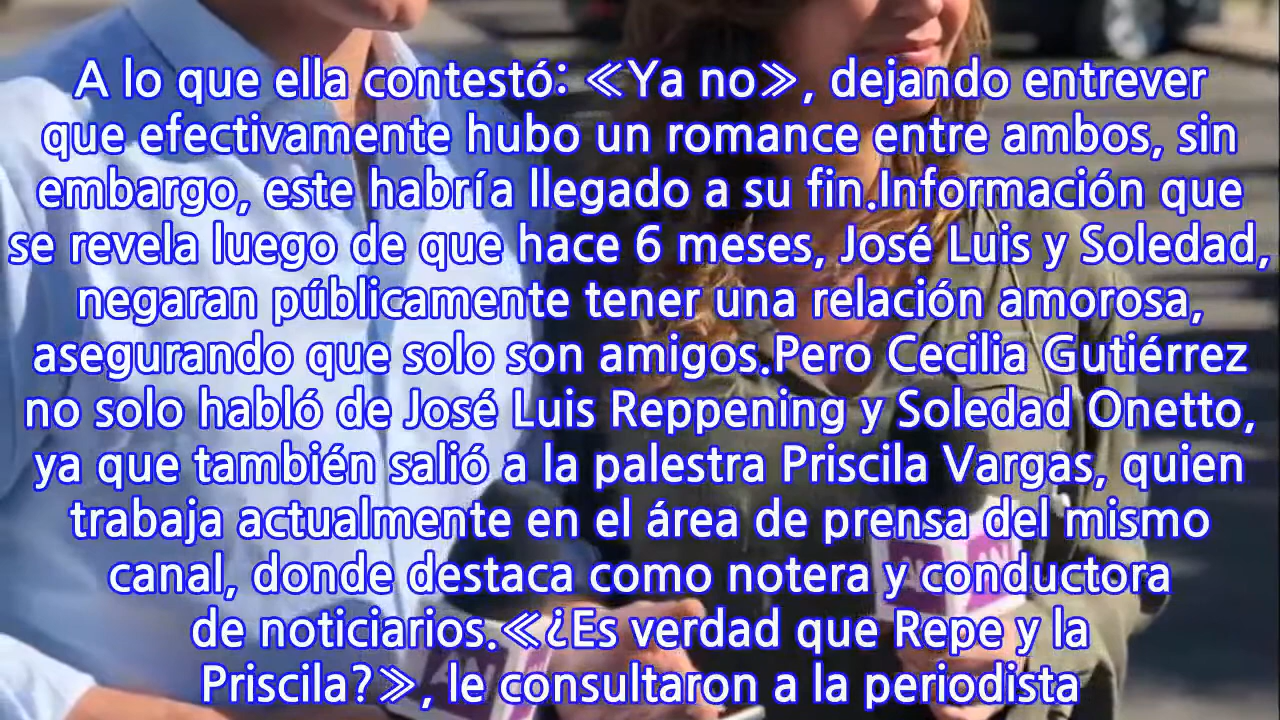 A lo que ella contestó: ≪Ya no≫, dejando entrever
que efectivamente hubo un romance entre ambos, sin
embargo, este habría llegado a su fin.Información que
se revela luego de que hace 6 meses, José Luis y Soledad,
negaran públicamente tener una relación amorosa,
asegurando que solo son amigos.Pero Cecilia Gutiérrez
no solo habló de José Luis Reppening y Soledad Onetto,
ya que también salió a la palestra Priscila Vargas, quien
trabaja actualmente en el área de prensa del mismo
canal, donde destaca como notera y conductora
de noticiarios.≪¿Es verdad que Repe y la
Priscila?≫, le consultaron a la periodista